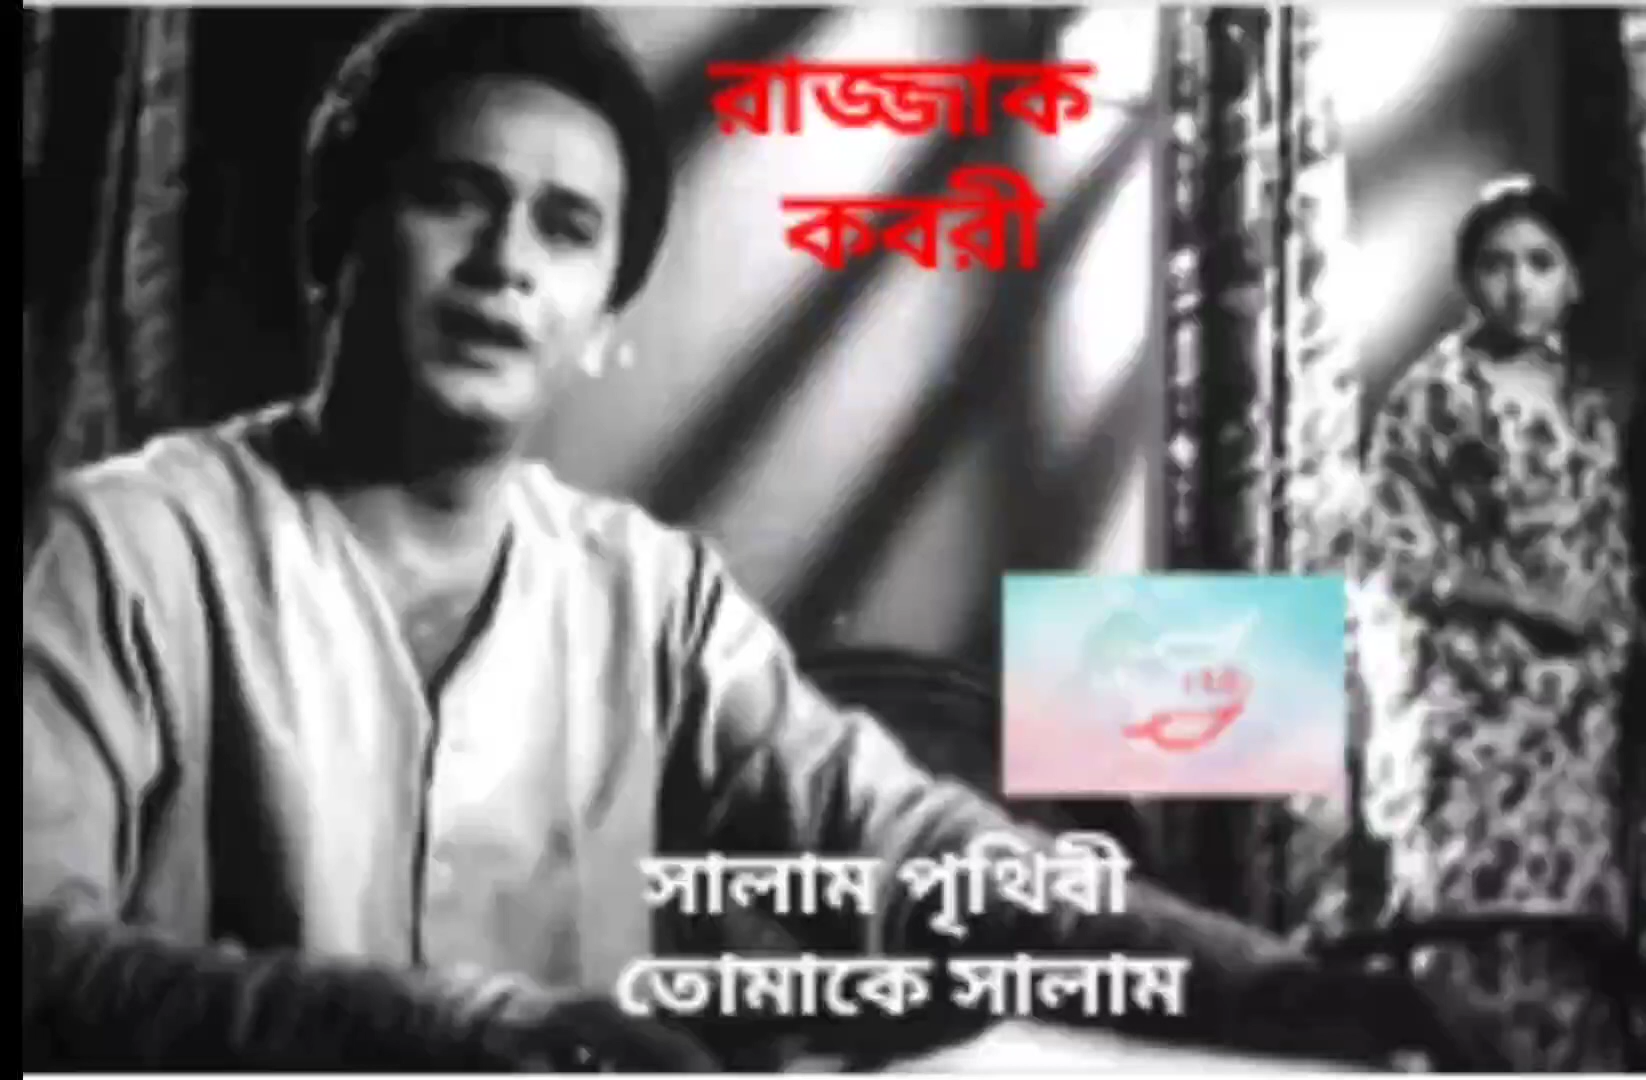 রাজ্জাক
কবরী
সালাম পৃথিবী
তোমাকে সালাম